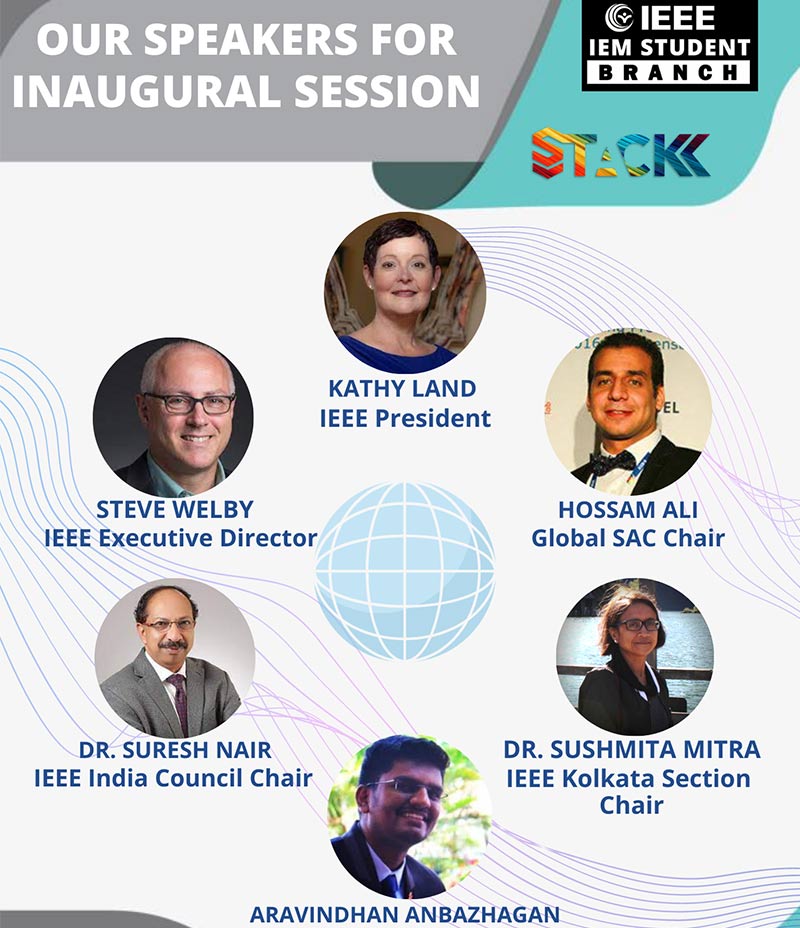 OUR SPEAKERS FOR
INAUGURAL SESSION
IEEE
IEM STUDENT
BRANCH
STACK
KATHY LAND
IEEE President
STEVE WELBY
IEEE Executive Director
HOSSAM ALI
Global SAC Chair
DR. SURESH NAIR
IEEE India Council Chair
DR. SUSHMITA MITRA
IEEE Kolkata Section
Chair
ARAVINDHAN ANBAZHAGAN